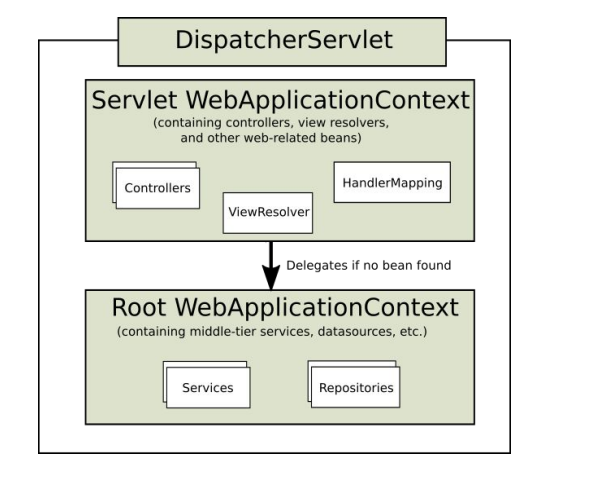 DispatcherServlet
Servlet WebApplicationContext
(containing controllers, view resolvers,
and other web-related beans)
Controllers
ViewResolver
HandlerMapping
Delegates if no bean found
Root WebApplicationContext
(containing middle-tier services, datasources, etc.)
Services
Repositories